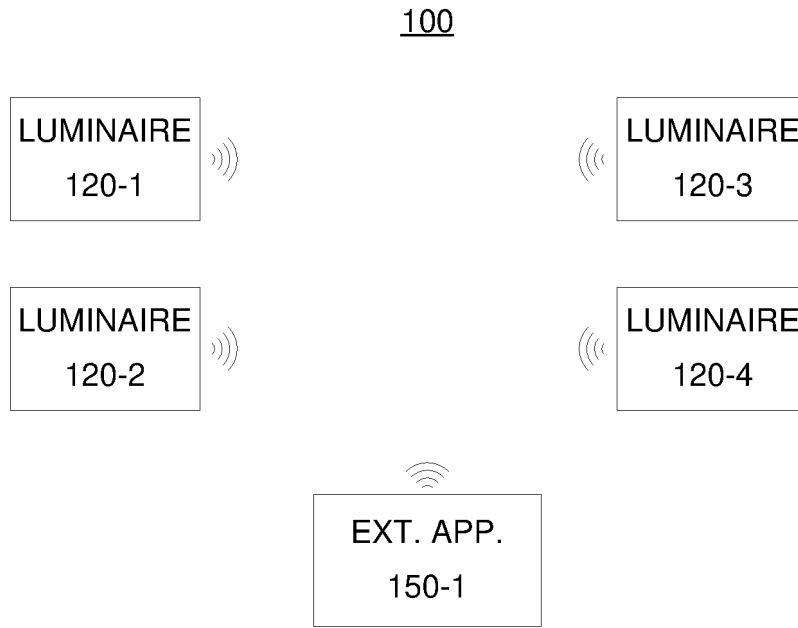 100
LUMINAIRE
120-1
LUMINAIRE
120-3
LUMINAIRE
120-2
LUMINAIRE
120-4
EXT. APP.
150-1